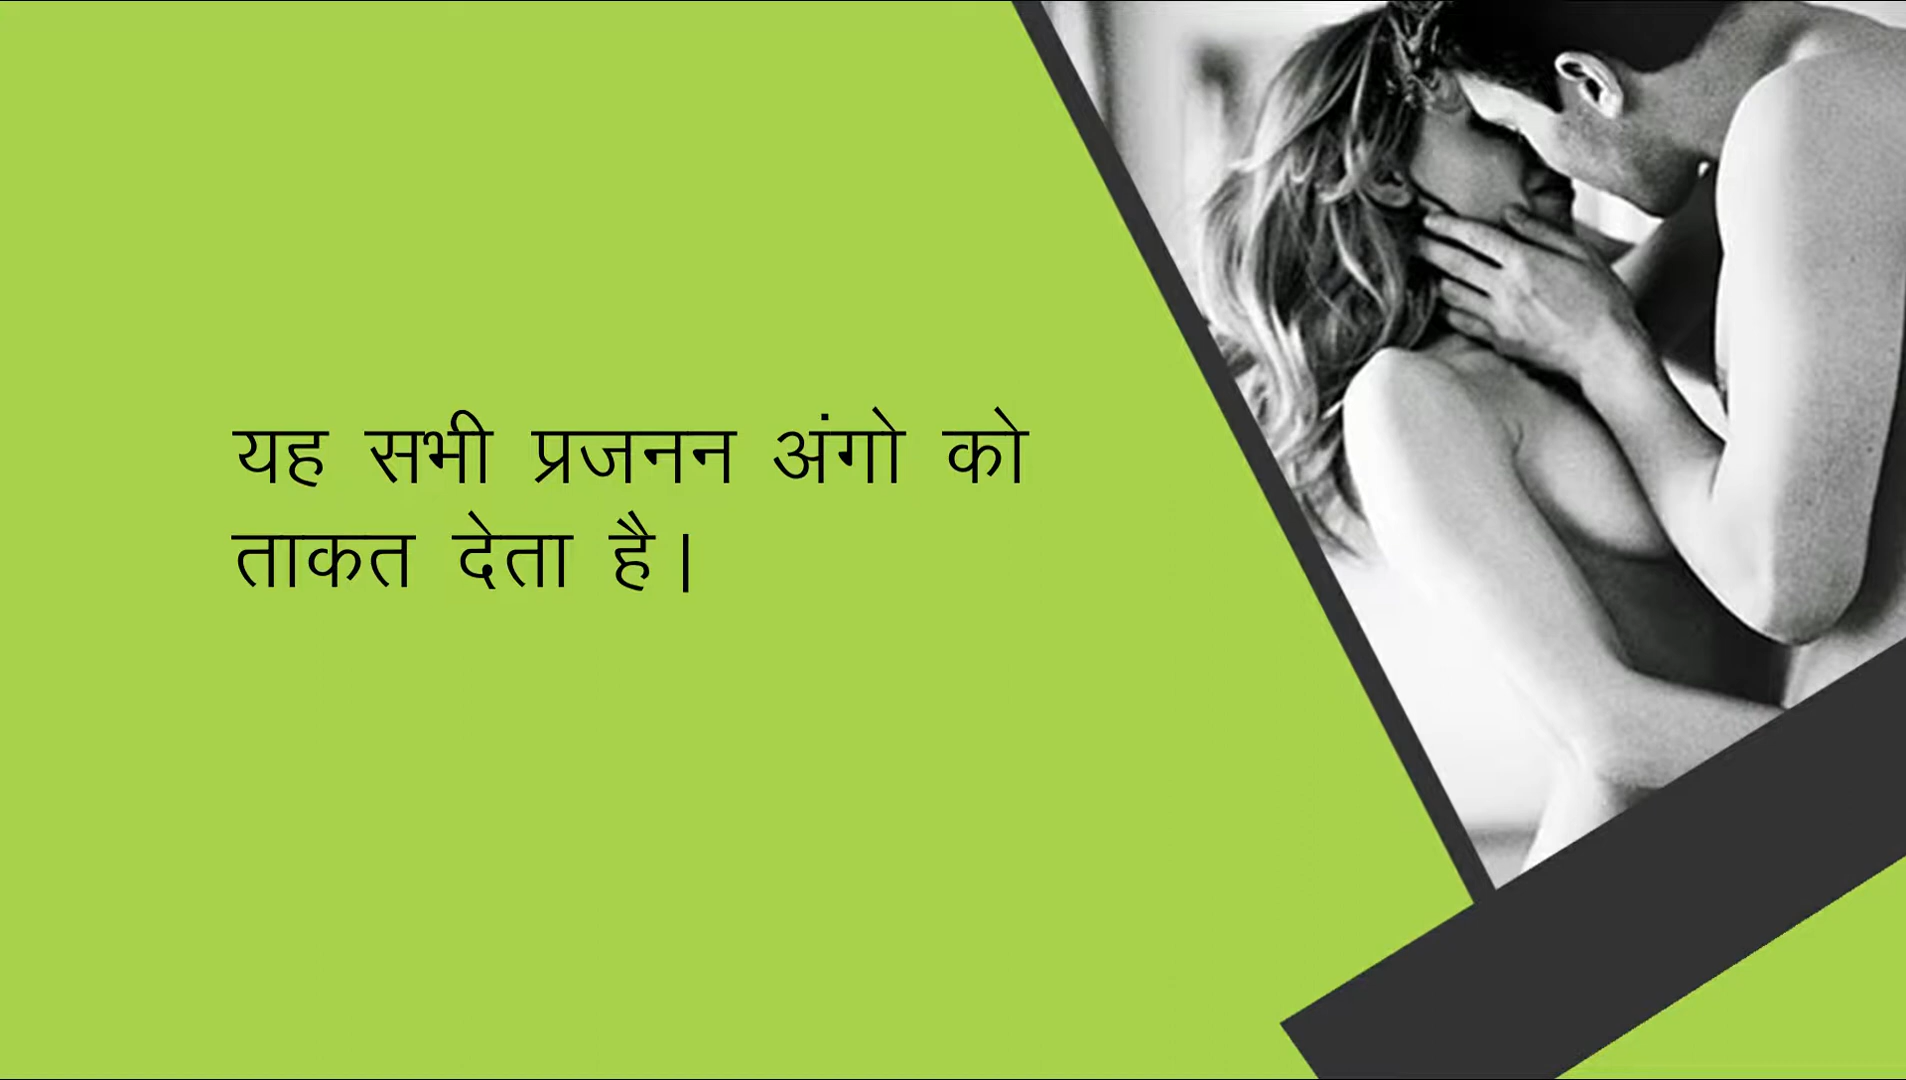 यह सभी प्रजनन अंगो को
ताकत देता है।